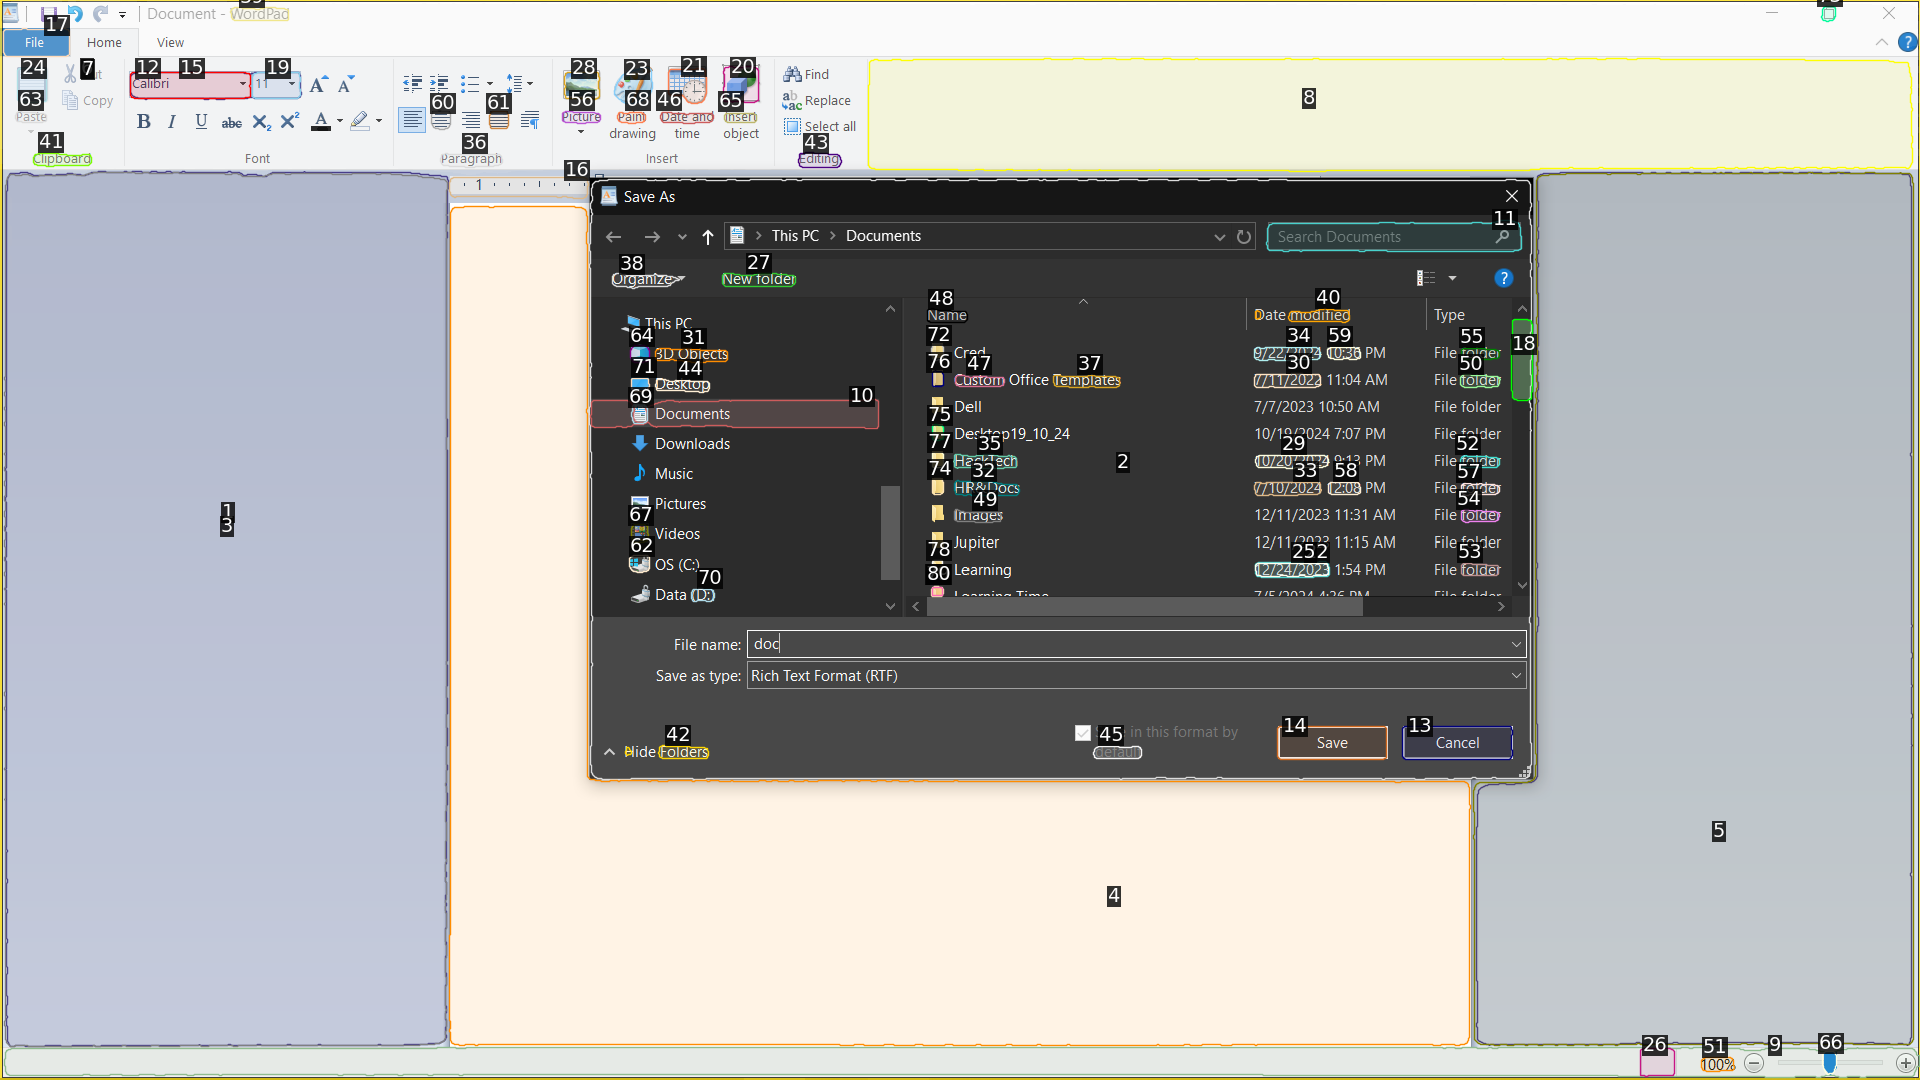 Document - WordPad
File
Home
View
Paste
Copy
Clipboard
Calibri
11
Font
Paragraph
Picture
Paint
drawing
Date and
time
Insert
object
Insert
Find
Replace
Select all
Editing
1
Save As
This PC
Documents
Search Documents
Organize
New folder
This PC
3D Objects
Desktop
Documents
Downloads
Music
Pictures
Videos
OS (C:)
Data (D:)
Name
Date modified
Type
Cred
9/22/2024 10:36 PM
File folder
Custom Office Templates
7/11/2022 11:04 AM
File folder
Dell
7/7/2023 10:50 AM
File folder
Desktop19_10_24
10/19/2024 7:07 PM
File folder
HackTech
10/20/2024 9:13 PM
File folder
HR&Docs
7/10/2024 12:08 PM
File folder
Images
12/11/2023 11:31 AM
File folder
Jupiter
12/11/2023 11:15 AM
File folder
Learning
12/24/2023 1:54 PM
File folder
Learning Time
7/5/2024 4:36 PM
File folder
File name: doc
Save as type: Rich Text Format (RTF)
Hide Folders
in this format by
default
Save
Cancel
100%
17
24
7
12
15
19
28
23
21
20
63
60
61
56
68
46
65
41
36
43
8
16
11
38
27
48
40
72
64
31
34
59
55
18
76
47
37
30
50
71
44
69
10
75
77
35
29
52
74
32
2
33
58
57
49
54
67
62
78
25
2
53
70
80
1
3
42
45
14
13
5
4
26
51
9
66